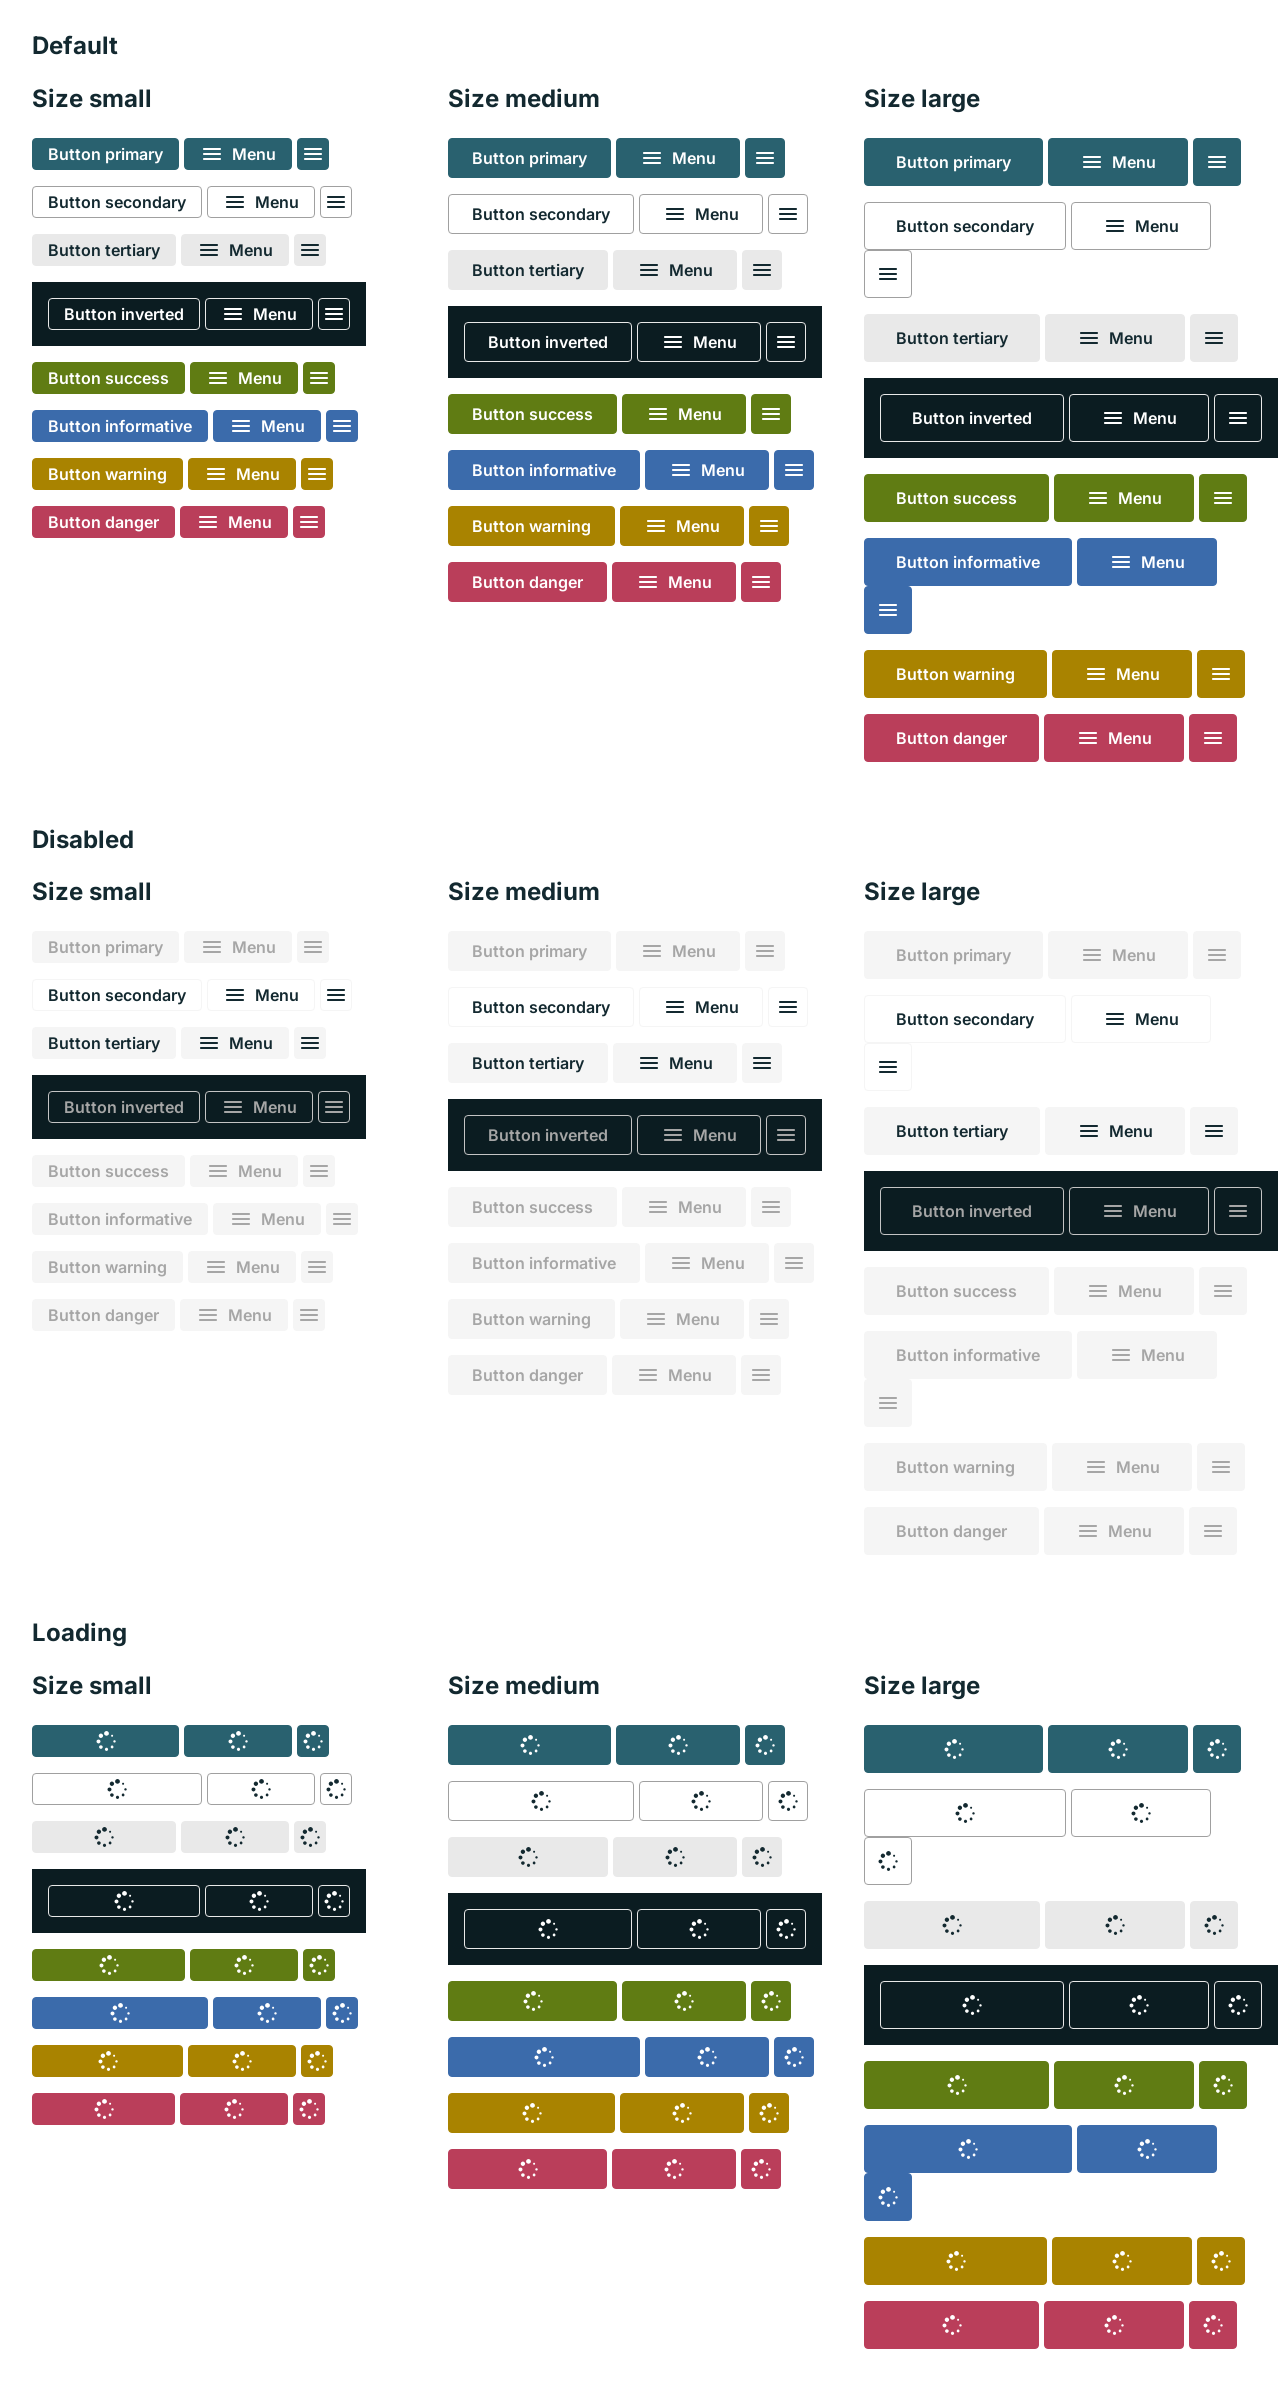 Default
Size small
Button primary Menu
Button secondary Menu
Button tertiary Menu
Button inverted Menu
Button success Menu
Button informative Menu
Button warning Menu
Button danger Menu
Size medium
Button primary Menu
Button secondary Menu
Button tertiary Menu
Button inverted Menu
Button success Menu
Button informative Menu
Button warning Menu
Button danger Menu
Size large
Button primary Menu
Button secondary Menu
Button tertiary Menu
Button inverted Menu
Button success Menu
Button informative Menu
Button warning Menu
Button danger Menu
Disabled
Size small
Button primary Menu
Button secondary Menu
Button tertiary Menu
Button inverted Menu
Button success Menu
Button informative Menu
Button warning Menu
Button danger Menu
Size medium
Button primary Menu
Button secondary Menu
Button tertiary Menu
Button inverted Menu
Button success Menu
Button informative Menu
Button warning Menu
Button danger Menu
Size large
Button primary Menu
Button secondary Menu
Button tertiary Menu
Button inverted Menu
Button success Menu
Button informative Menu
Button warning Menu
Button danger Menu
Loading
Size small
Size medium
Size large